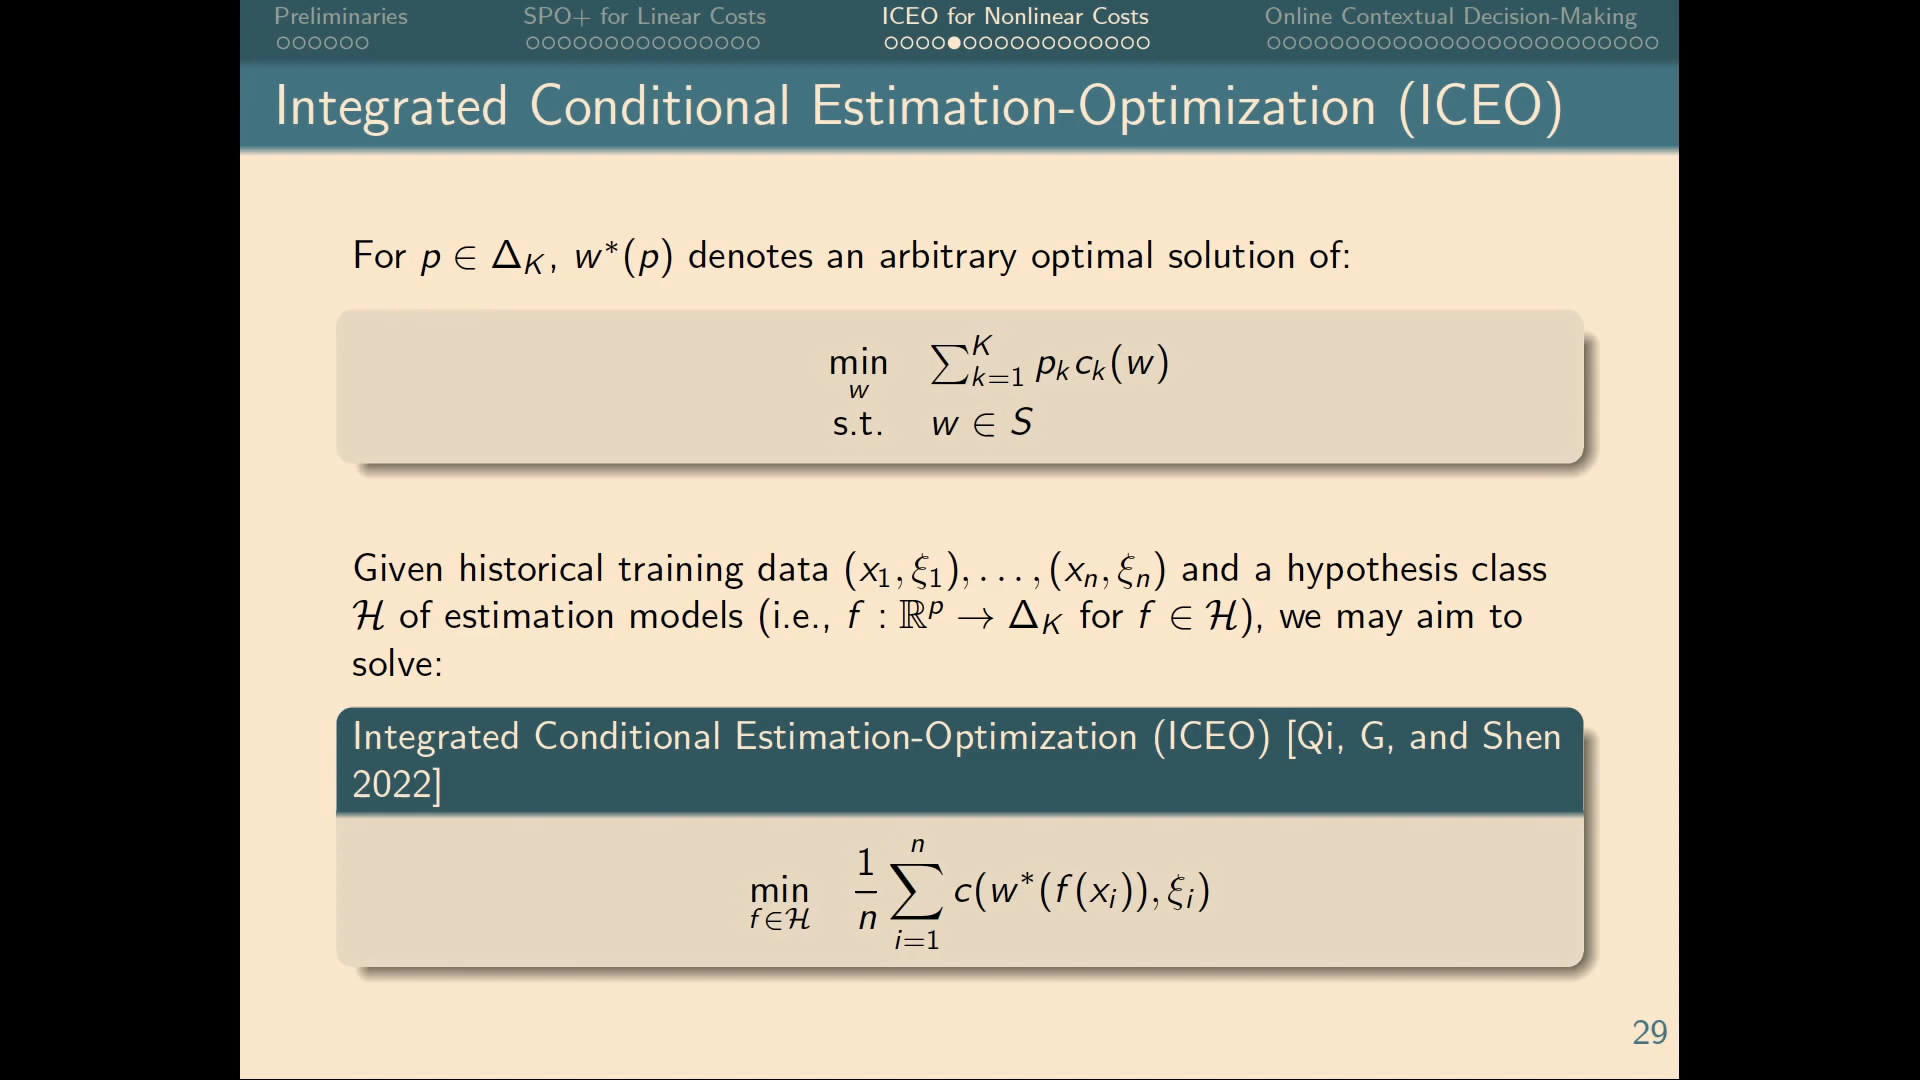 Preliminaries
SPO+ for Linear Costs
ICEO for Nonlinear Costs
Online Contextual Decision-Making
Integrated Conditional Estimation-Optimization (ICEO)
For p ∈ Δ_K, w*(p) denotes an arbitrary optimal solution of:
min_w ∑_{k=1}^K p_k c_k(w)
s.t. w ∈ S
Given historical training data (x_1, ξ_1), . . . , (x_n, ξ_n) and a hypothesis class
ℋ of estimation models (i.e., f : ℝ^p → Δ_K for f ∈ ℋ), we may aim to
solve:
Integrated Conditional Estimation-Optimization (ICEO) [Qi, G, and Shen
2022]
min_{f∈ℋ} 1/n ∑_{i=1}^n c(w*(f(x_i)), ξ_i)
29